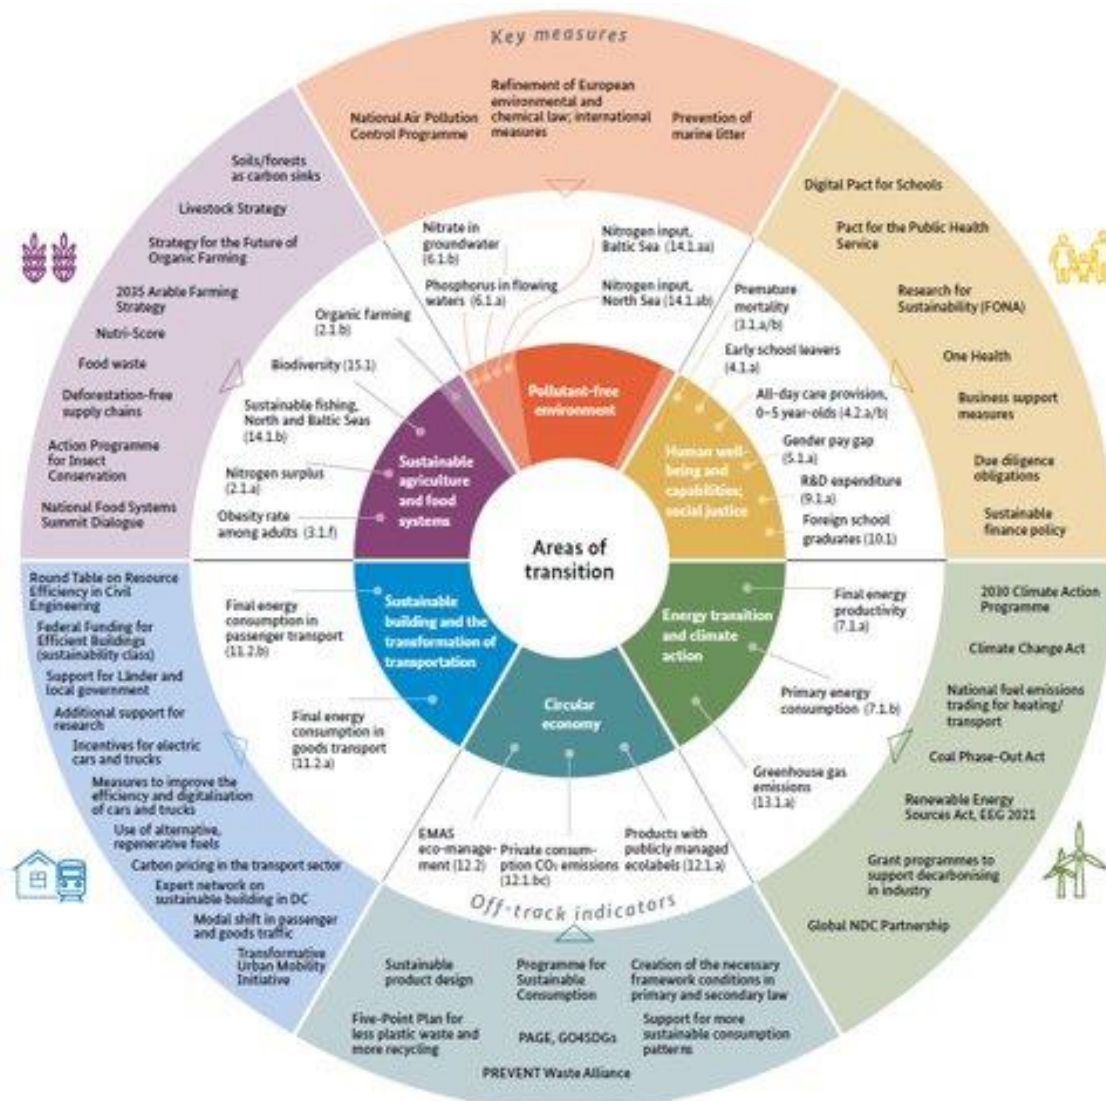 Key measures
National Air Pollution
Control Programme
Refinement of European
environmental and
chemical law; international
measures
Prevention of
marine litter
Soils/forests
as carbon sinks
Livestock Strategy
Strategy for the Future of
Organic Farming
2035 Arable Farming
Strategy
Nutri-Score
Food waste
Deforestation-free
supply chains
Action Programme
for Insect
Conservation
National Food Systems
Summit Dialogue
Digital Pact for Schools
Pact for the Public Health
Service
Research for
Sustainability (FONA)
One Health
Business support
measures
Due diligence
obligations
Sustainable
finance policy
Nitrate in
groundwater
(6.1.b)
Phosphorus in flowing
waters (6.1.a)
Nitrogen input,
Baltic Sea (14.1.aa)
Nitrogen input,
North Sea (14.1.ab)
Organic farming
(2.1.b)
Biodiversity (15.1)
Sustainable fishing,
North and Baltic Seas
(14.1.b)
Nitrogen surplus
(2.1.a)
Obesity rate
among adults (3.1.f)
Premature
mortality
(3.1.a/b)
Early school leavers
(4.1.a)
All-day care provision,
0–5 year-olds (4.2.a/b)
Gender pay gap
(5.1.a)
R&D expenditure
(9.1.a)
Foreign school
graduates (10.1)
Pollutant-free
environment
Sustainable
agriculture
and food
systems
Human well-
being and
capabilities;
social justice
Areas of
transition
Sustainable
building and the
transformation of
transportation
Energy transition
and climate
action
Circular
economy
Final energy
consumption in
passenger transport
(11.2.b)
Final energy
consumption in
goods transport
(11.2.a)
Final energy
productivity
(7.1.a)
Primary energy
consumption (7.1.b)
Greenhouse gas
emissions
(13.1.a)
EMAS
eco-manage-
ment (12.2)
Private consum-
ption CO₂ emissions
(12.1.bc)
Products with
publicly managed
ecolabels (12.1.a)
Off-track indicators
Round Table on Resource
Efficiency in Civil
Engineering
Federal Funding for
Efficient Buildings
(sustainability class)
Support for Länder and
local government
Additional support for
research
Incentives for electric
cars and trucks
Measures to improve the
efficiency and digitalisation
of cars and trucks
Use of alternative,
regenerative fuels
Carbon pricing in the transport sector
Expert network on
sustainable building in DC
Modal shift in passenger
and goods traffic
Transformative
Urban Mobility
Initiative
2030 Climate Action
Programme
Climate Change Act
National fuel emissions
trading for heating/
transport
Coal Phase-Out Act
Renewable Energy
Sources Act, EEG 2021
Grant programmes to
support decarbonising
in industry
Global NDC Partnership
Sustainable
product design
Programme for
Sustainable
Consumption
Creation of the necessary
framework conditions in
primary and secondary law
Five-Point Plan for
less plastic waste and
more recycling
PAGE, GO4SDGs
Support for more
sustainable consumption
patterns
PREVENT Waste Alliance